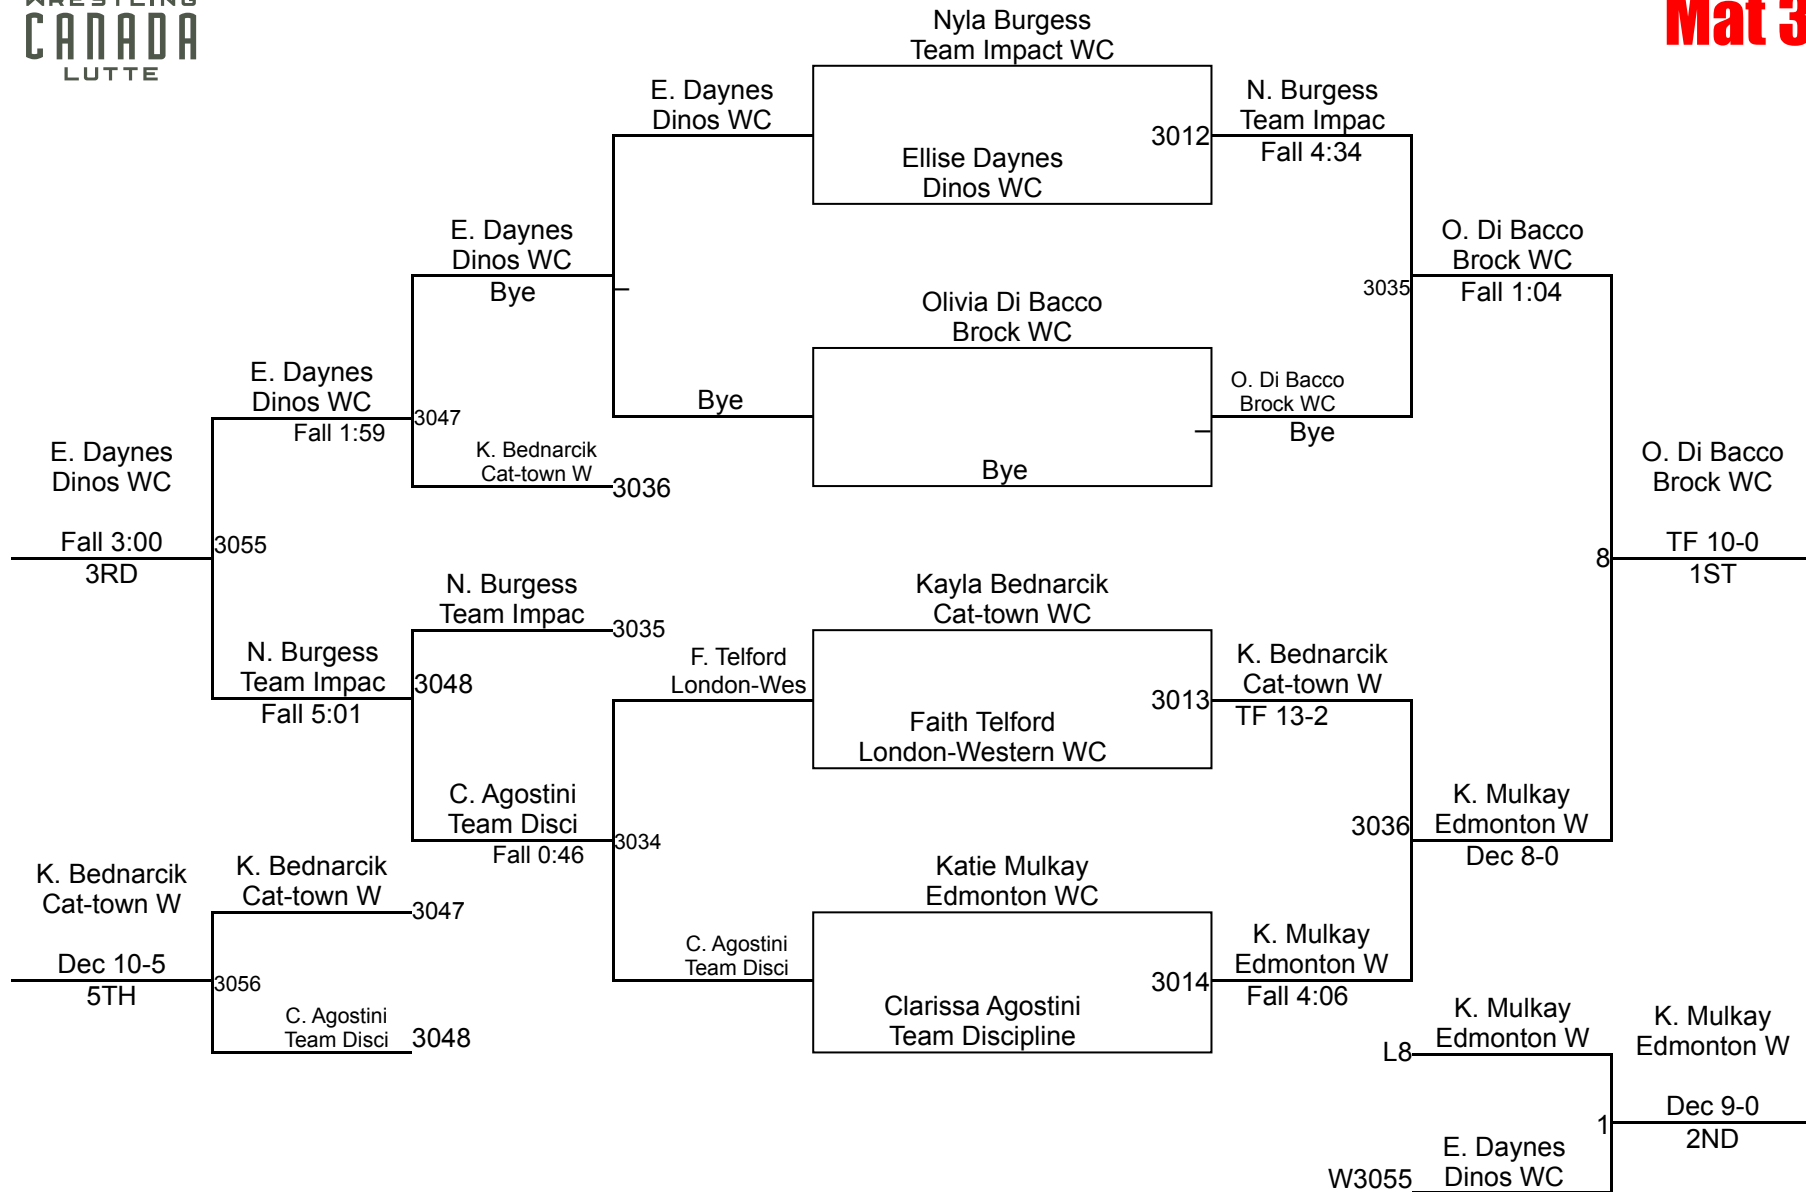 WRESTLING
CANADA
LUTTE
Mat 3
Nyla Burgess
Team Impact WC
E. Daynes
Dinos WC
N. Burgess
Team Impac
3012
Fall 4:34
Ellise Daynes
Dinos WC
E. Daynes
Dinos WC
Bye
O. Di Bacco
Brock WC
3035
Fall 1:04
Olivia Di Bacco
Brock WC
E. Daynes
Dinos WC
3047
Fall 1:59
Bye
O. Di Bacco
Brock WC
Bye
K. Bednarcik
Cat-town W
3036
Bye
E. Daynes
Dinos WC
O. Di Bacco
Brock WC
Fall 3:00
3055
3RD
8
TF 10-0
1ST
N. Burgess
Team Impac
3035
Kayla Bednarcik
Cat-town WC
N. Burgess
Team Impac
3048
Fall 5:01
F. Telford
London-Wes
K. Bednarcik
Cat-town W
3013
TF 13-2
Faith Telford
London-Western WC
C. Agostini
Team Disci
3034
Fall 0:46
K. Mulkay
Edmonton W
3036
Dec 8-0
K. Bednarcik
Cat-town W
K. Bednarcik
Cat-town W
3047
Katie Mulkay
Edmonton WC
Dec 10-5
3056
5TH
C. Agostini
Team Disci
3048
C. Agostini
Team Disci
K. Mulkay
Edmonton W
3014
Fall 4:06
Clarissa Agostini
Team Discipline
K. Mulkay
Edmonton W
L8
K. Mulkay
Edmonton W
1
Dec 9-0
2ND
E. Daynes
Dinos WC
W3055